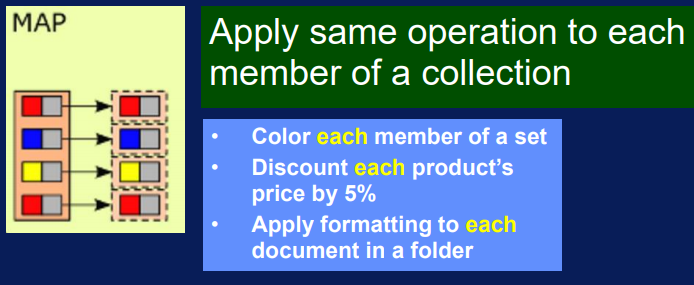 MAP
Apply same operation to each
member of a collection
• Color each member of a set
• Discount each product's
price by 5%
• Apply formatting to each
document in a folder